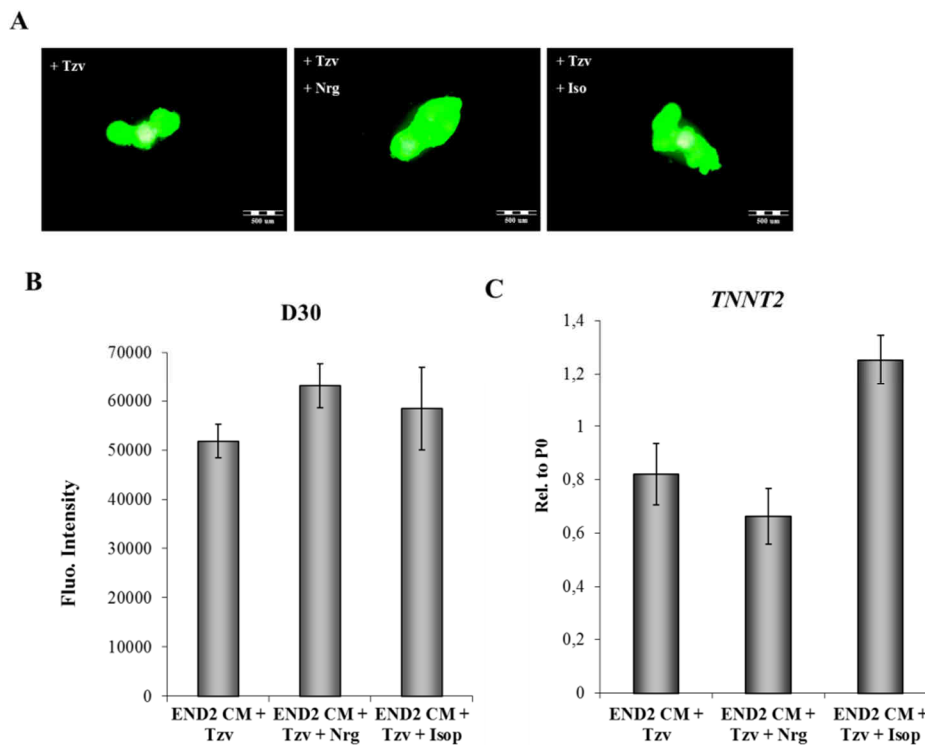 A
+ Tzv
500 um
+ Tzv
+ Nrg
500 um
+ Tzv
+ Iso
500 um
B
D30
Fluo. Intensity
70000
60000
50000
40000
30000
20000
10000
0
END2 CM +
Tzv
END2 CM +
Tzv + Nrg
END2 CM +
Tzv + Isop
C
TNNT2
Rel. to P0
1,4
1,2
1
0,8
0,6
0,4
0,2
0
END2 CM +
Tzv
END2 CM +
Tzv + Nrg
END2 CM +
Tzv + Isop